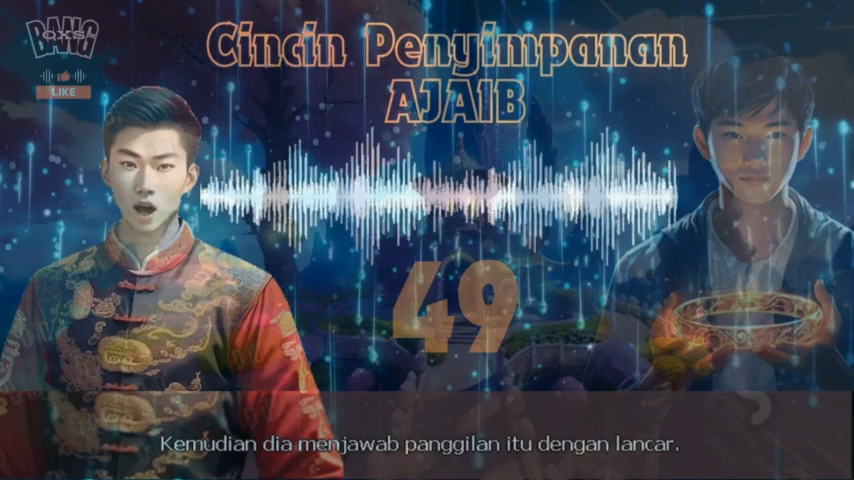 BANG
OXS
LIKE
Cincin Penyimpanan
AJAIB
49
Kemudian dia menjawab panggilan itu dengan lancar.